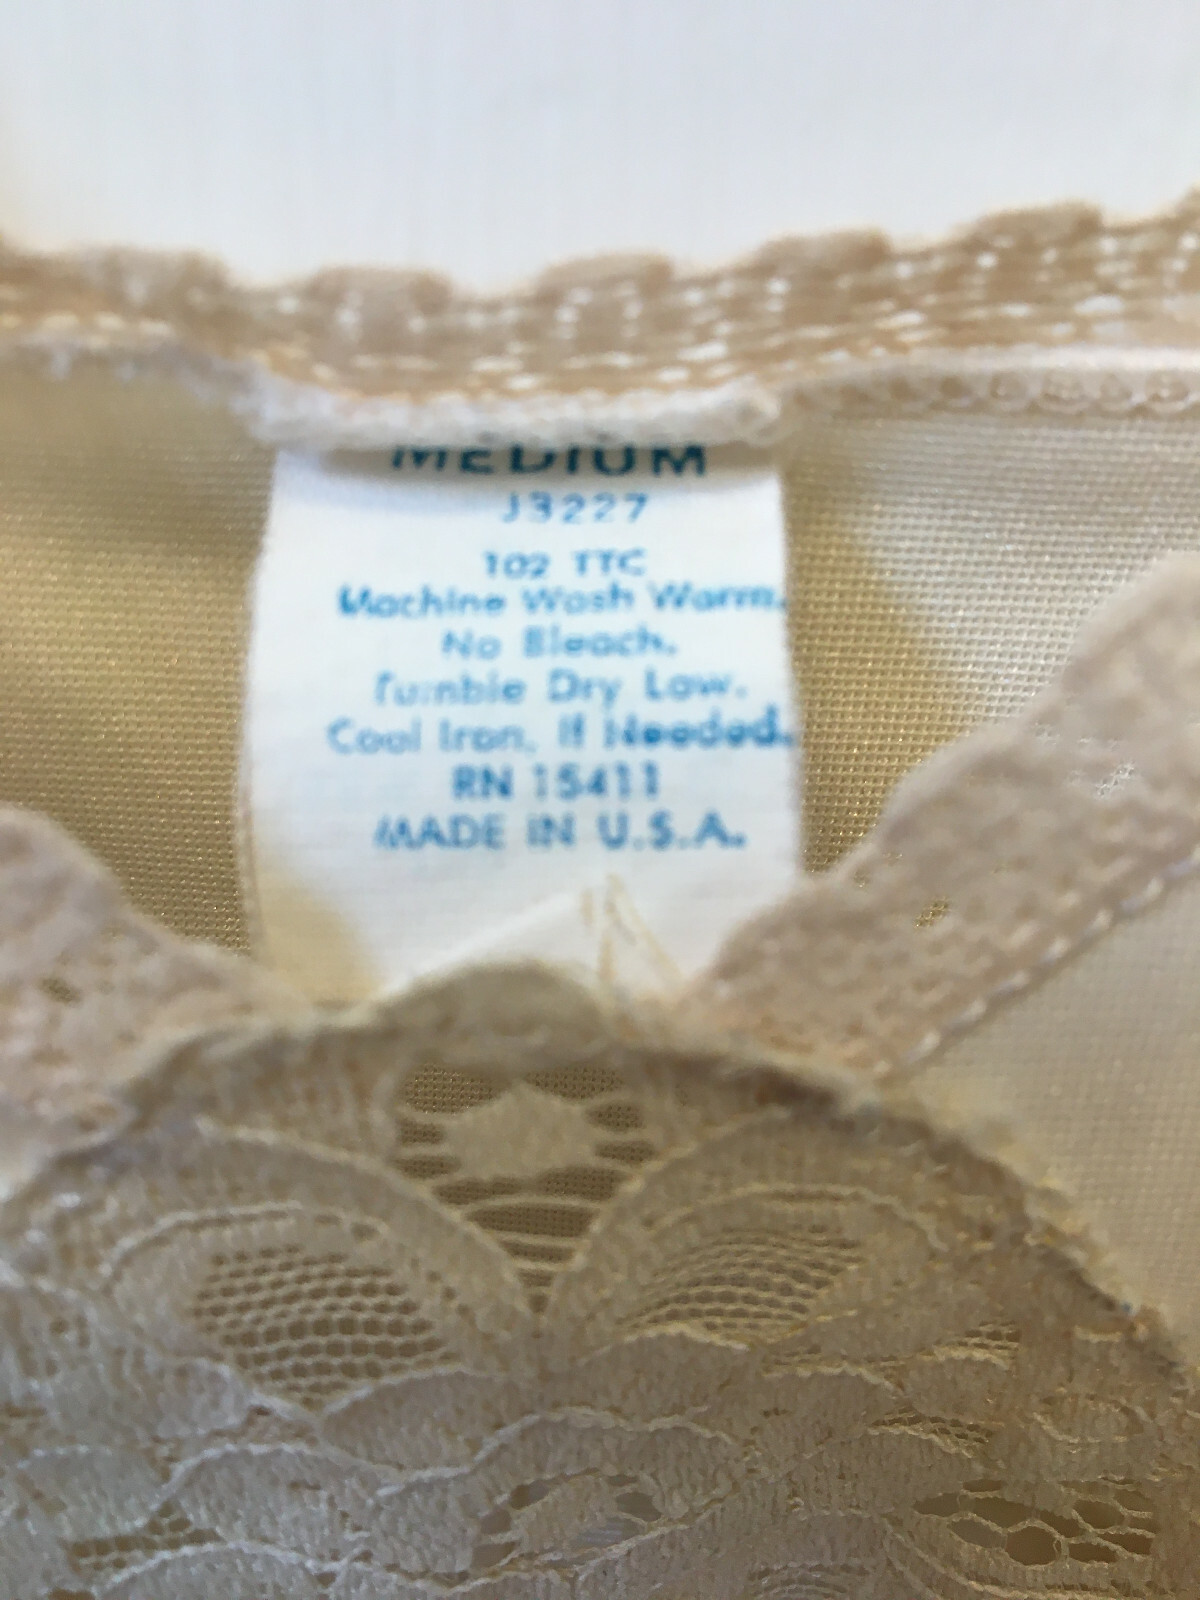 MEDIUM
J3227
102 TTC
Machine Wash Warm.
No Bleach.
Tumble Dry Low.
Cool Iron, If Needed.
RN 15411
MADE IN U.S.A.